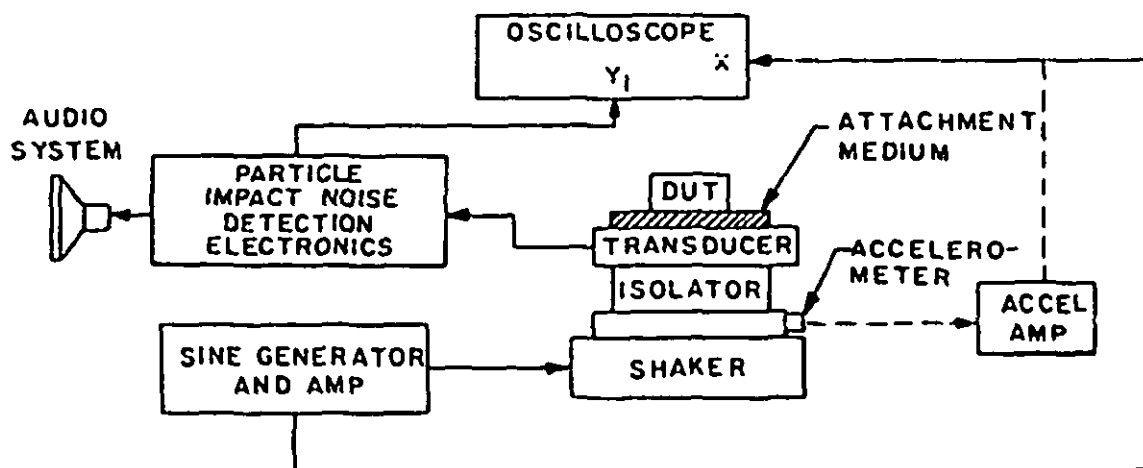 OSCILLOSCOPE
Ẍ
Y1
AUDIO
SYSTEM
PARTICLE
IMPACT NOISE
DETECTION
ELECTRONICS
ATTACHMENT
MEDIUM
DUT
TRANSDUCER
ISOLATOR
ACCELERO-
METER
ACCEL
AMP
SINE GENERATOR
AND AMP
SHAKER